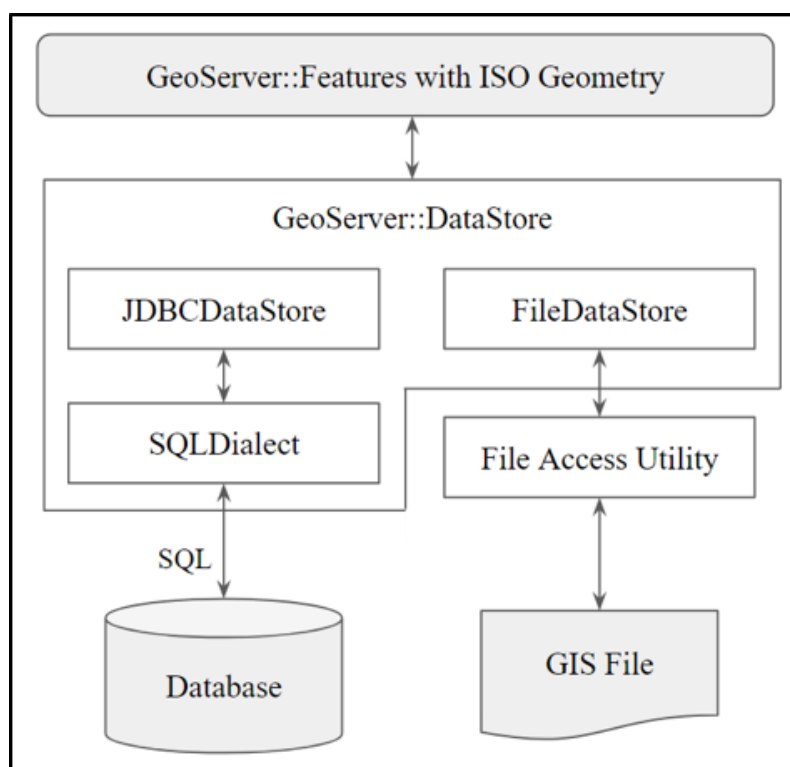 GeoServer::Features with ISO Geometry
GeoServer::DataStore
JDBCDataStore
FileDataStore
SQLDialect
File Access Utility
SQL
Database
GIS File